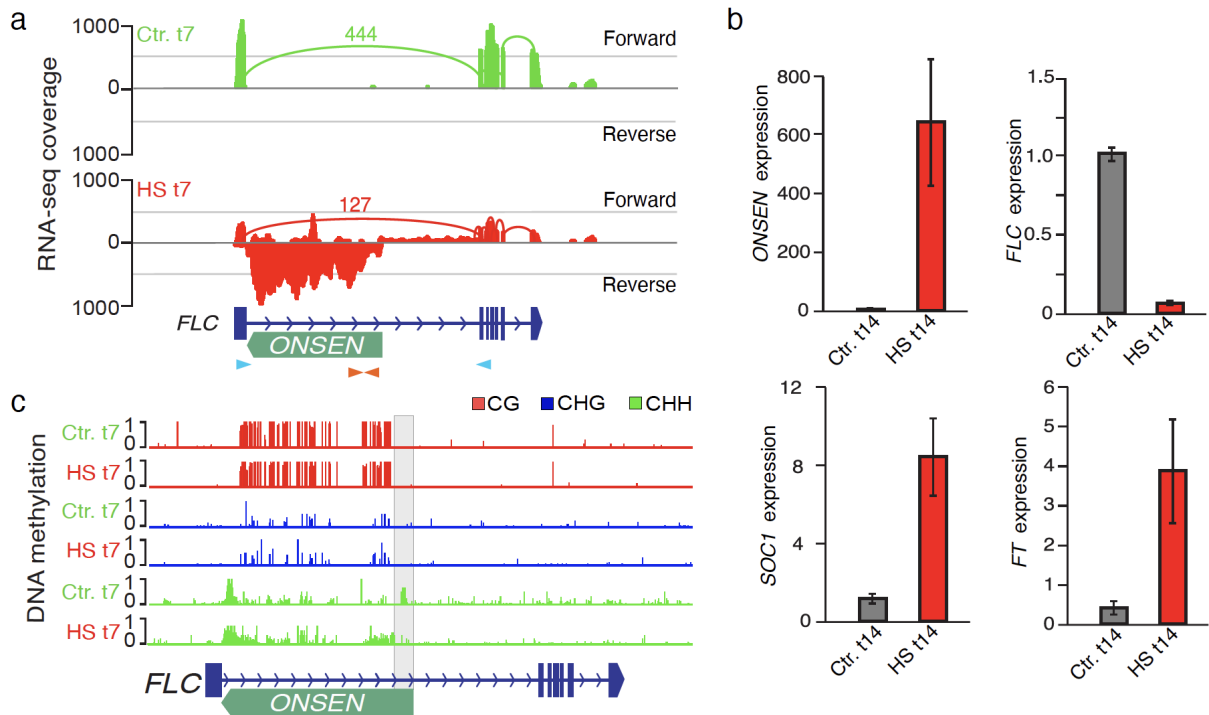 a
RNA-seq coverage
1000
Ctr. t7
444
Forward
0
Reverse
1000
1000
HS t7
127
Forward
0
Reverse
1000
FLC
ONSEN
b
ONSEN expression
800
600
400
200
0
Ctr. t14
HS t14
FLC expression
1.5
1.0
0.5
0
Ctr. t14
HS t14
SOC1 expression
12
8
4
0
Ctr. t14
HS t14
FT expression
6
5
4
3
2
1
0
Ctr. t14
HS t14
c
CG CHG CHH
DNA methylation
Ctr. t7 1
0
HS t7 1
0
Ctr. t7 1
0
HS t7 1
0
Ctr. t7 1
0
HS t7 1
0
FLC
ONSEN